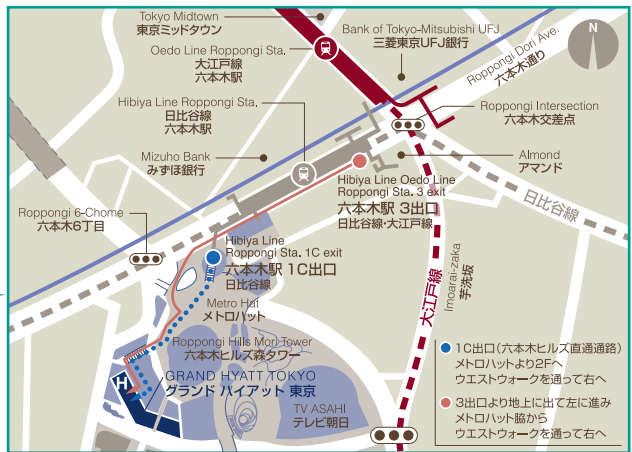 Tokyo Midtown
東京ミッドタウン
Oedo Line Roppongi Sta.
大江戸線
六本木駅
Bank of Tokyo-Mitsubishi UFJ
三菱東京UFJ銀行
Roppongi Dori Ave.
六本木通り
N
Hibiya Line Roppongi Sta.
日比谷線
六本木駅
Roppongi Intersection
六本木交差点
Mizuho Bank
みずほ銀行
Almond
アマンド
Hibiya Line Oedo Line
Roppongi Sta. 3 exit
六本木駅 3出口
日比谷線・大江戸線
日比谷線
Roppongi 6-Chome
六本木6丁目
Hibiya Line
Roppongi Sta. 1C exit
六本木駅 1C出口
日比谷線
大江戸線
Imoarai-zaka
芋洗坂
Metro Hat
メトロハット
Roppongi Hills Mori Tower
六本木ヒルズ森タワー
H
GRAND HYATT TOKYO
グランド ハイアット 東京
TV ASAHI
テレビ朝日
1C出口(六本木ヒルズ直通通路)
メトロハットより2Fへ
ウエストウォークを通って右へ
3出口より地上に出て左に進み
メトロハット脇から
ウエストウォークを通って右へ